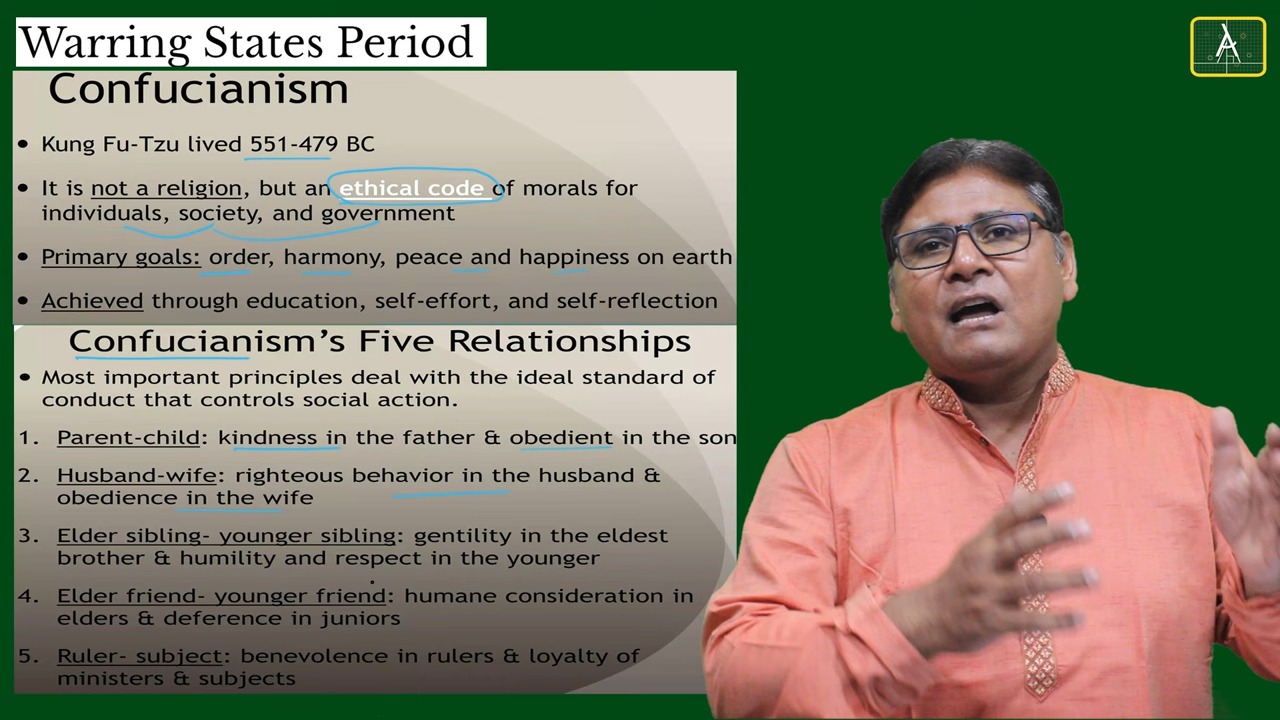 Warring States Period
Confucianism
• Kung Fu-Tzu lived 551-479 BC
• It is not a religion, but an ethical code of morals for
individuals, society, and government
• Primary goals: order, harmony, peace and happiness on earth
• Achieved through education, self-effort, and self-reflection
Confucianism's Five Relationships
• Most important principles deal with the ideal standard of
conduct that controls social action.
1. Parent-child: kindness in the father & obedient in the son
2. Husband-wife: righteous behavior in the husband &
obedience in the wife
3. Elder sibling- younger sibling: gentility in the eldest
brother & humility and respect in the younger
4. Elder friend- younger friend: humane consideration in
elders & deference in juniors
5. Ruler- subject: benevolence in rulers & loyalty of
ministers & subjects